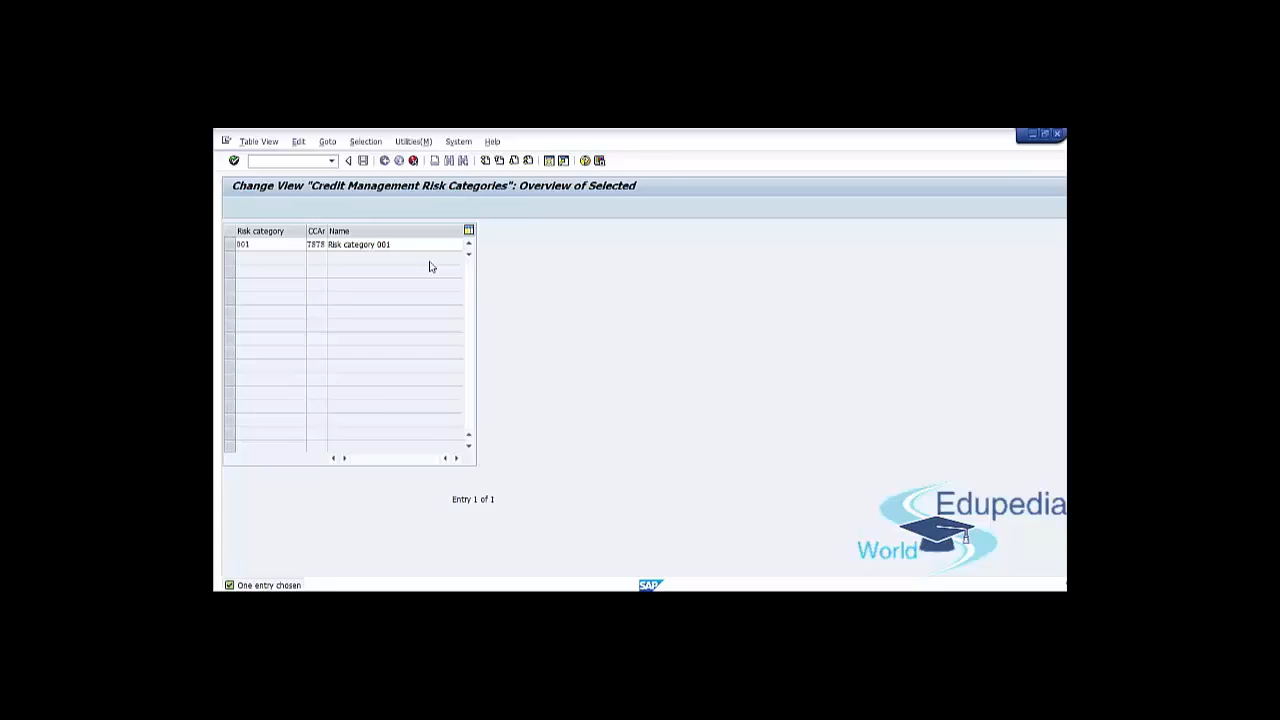 Table View Edit Goto Selection Utilities(M) System Help
Change View "Credit Management Risk Categories": Overview of Selected
Risk category CCAr Name
001 7878 Risk category 001
Entry 1 of 1
Edupedia
World
One entry chosen
SAP